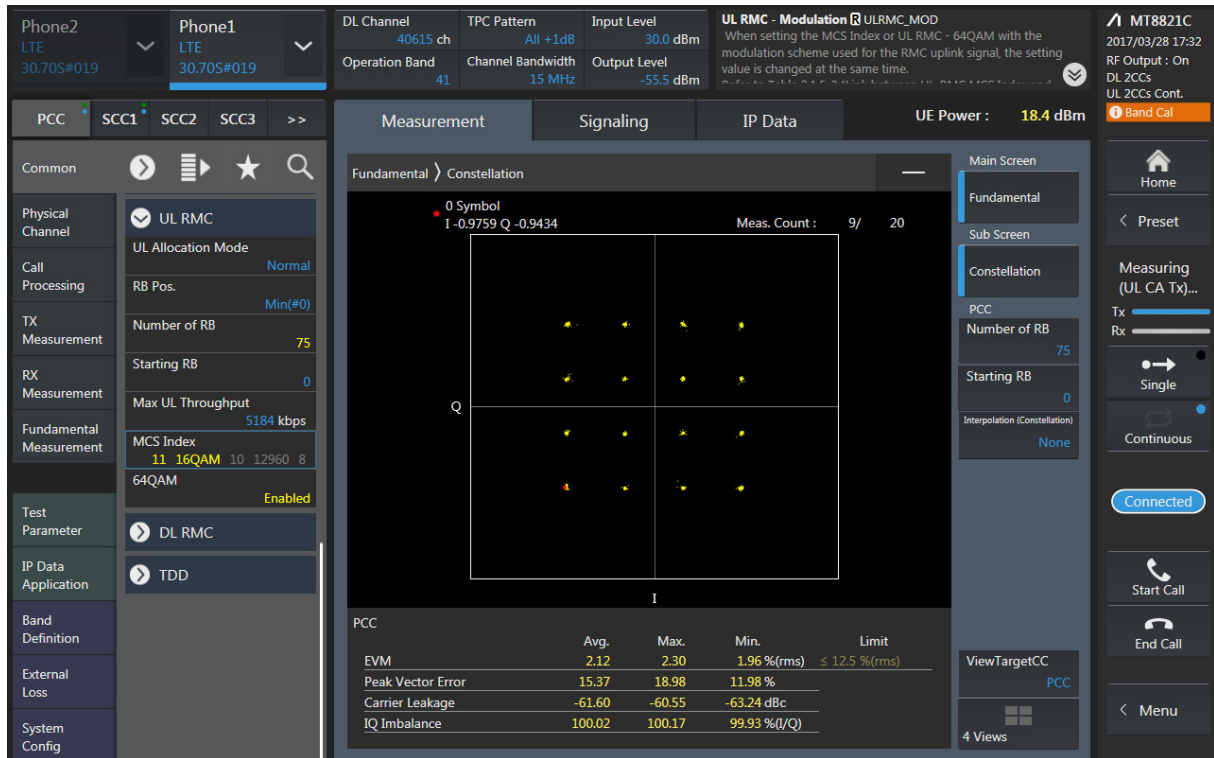 Phone2
LTE
30.705#019
Phone1
LTE
30.705#019
DL Channel
40615 ch
TPC Pattern
All +1dB
Input Level
30.0 dBm
Operation Band
41
Channel Bandwidth
15 MHz
Output Level
-55.5 dBm
UL RMC - Modulation R ULRMC_MOD
When setting the MCS Index or UL RMC -
64QAM with the
modulation scheme used for the RMC uplink signal, the setting
value is changed at the same time.
MT8821C
2017/03/28 17:32
RF Output : On
DL 2CCs
UL 2CCs Cont.
Band Cal
PCC
SCC1
SCC2
SCC3
>>
Measurement
Signaling
IP Data
UE Power :
18.4 dBm
Common
Physical
Channel
Call
Processing
TX
Measurement
RX
Measurement
Fundamental
Measurement
Test
Parameter
IP Data
Application
Band
Definition
External
Loss
System
Config
UL RMC
UL Allocation Mode
Normal
RB Pos.
Min(#0)
Number of RB
75
Starting RB
0
Max UL Throughput
5184 kbps
MCS Index
11 16QAM 10 12960 8
64QAM
Enabled
DL RMC
TDD
Fundamental ⟩ Constellation
0 Symbol
I -0.9759 Q -0.9434
Meas. Count : 9/ 20
Q
I
PCC
Avg. Max. Min. Limit
EVM 2.12 2.30 1.96 %(rms) ≤ 12.5 %(rms)
Peak Vector Error 15.37 18.98 11.98 %
Carrier Leakage -61.60 -60.55 -63.24 dBc
IQ Imbalance 100.02 100.17 99.93 %(I/Q)
Main Screen
Fundamental
Sub Screen
Constellation
PCC
Number of RB
75
Starting RB
0
Interpolation (Constellation)
None
ViewTargetCC
PCC
4 Views
Home
< Preset
Measuring
(UL CA Tx)...
Tx
Rx
Single
Continuous
Connected
Start Call
End Call
< Menu